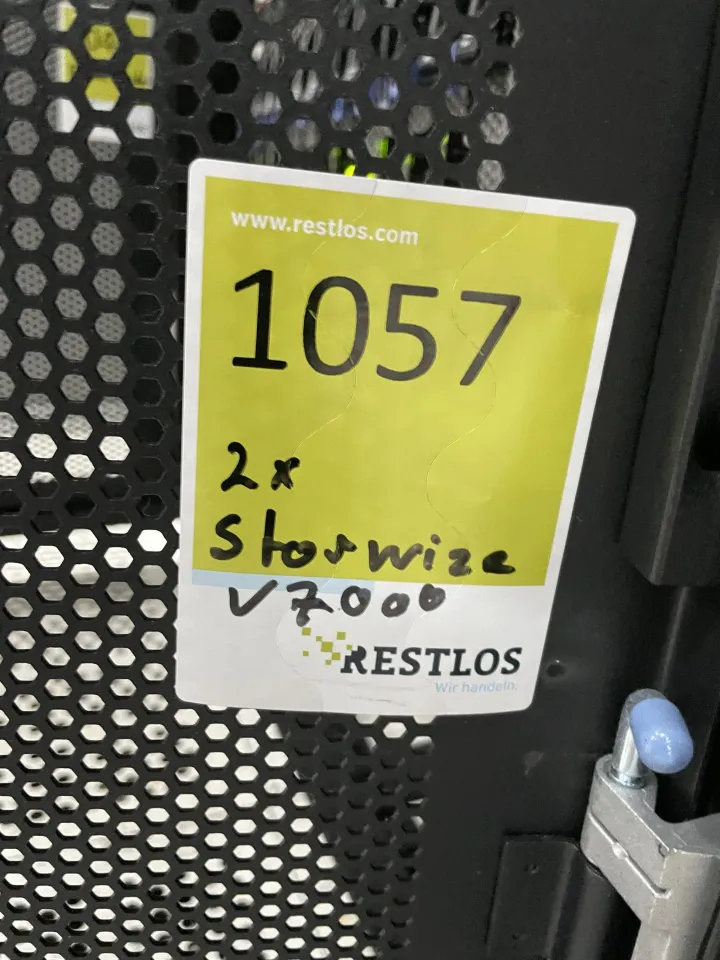 www.restlos.com
1057
2x
Storwize
V7000
RESTLOS
Wir handeln.